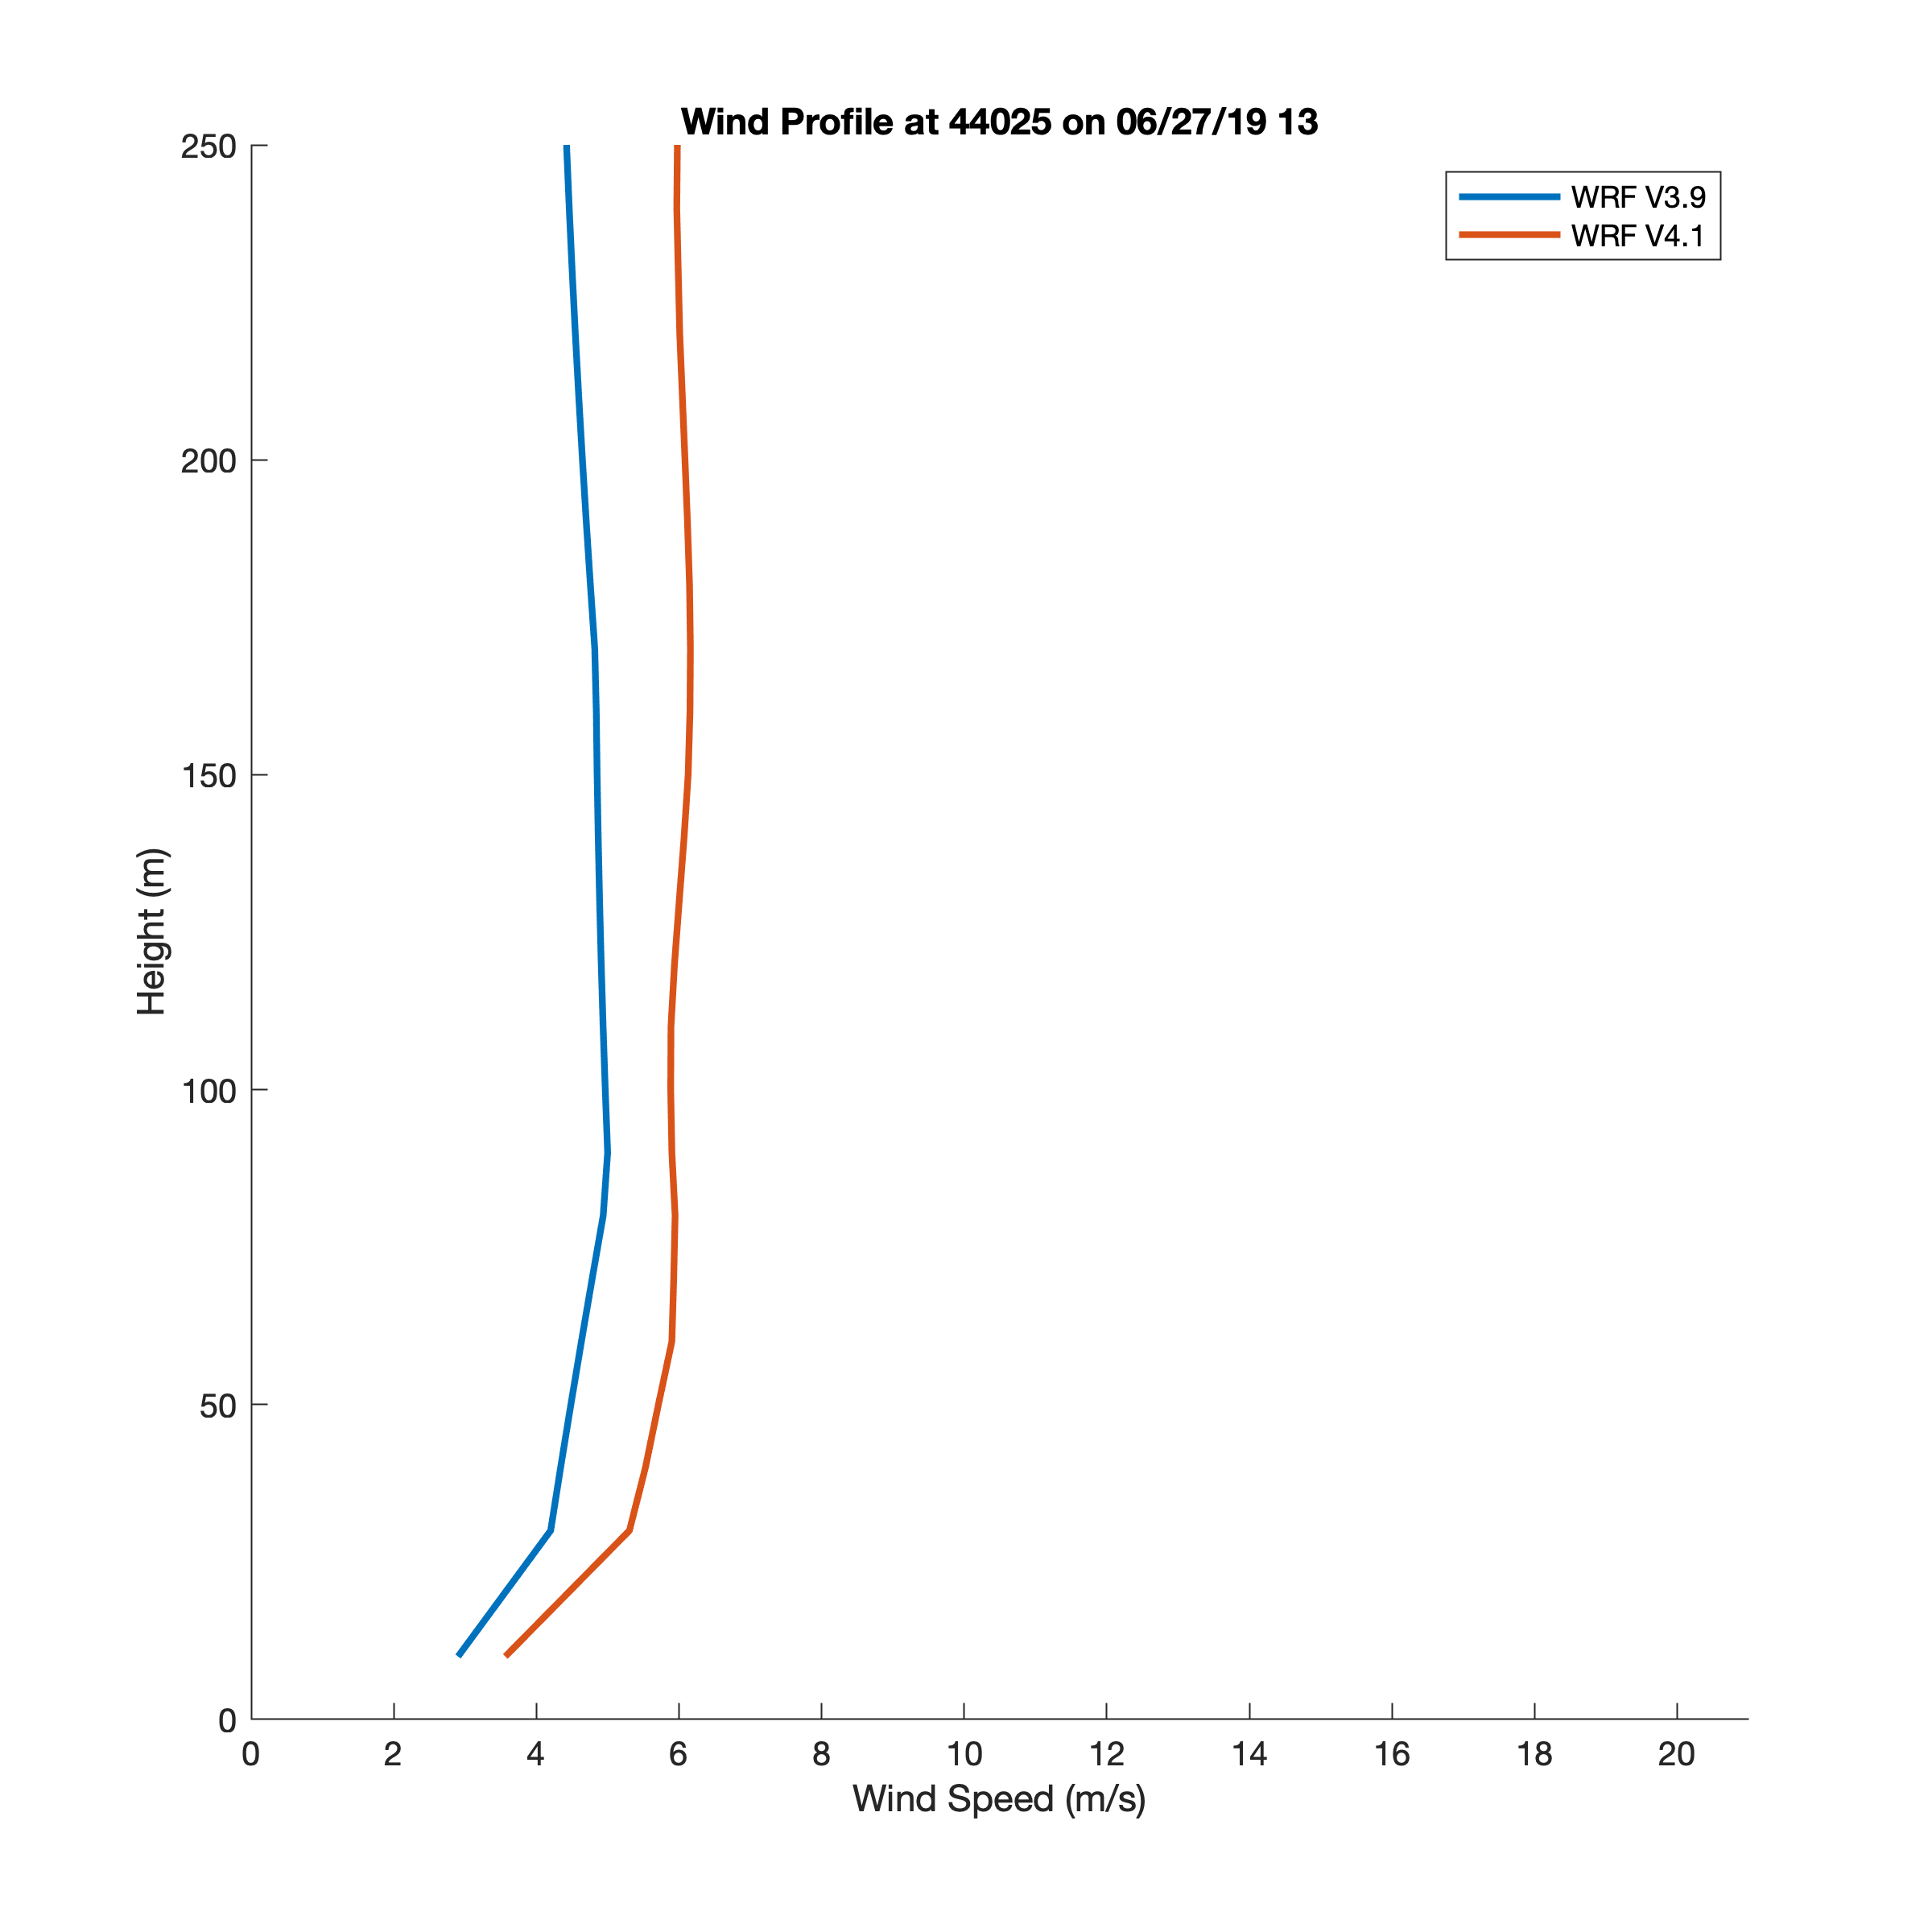 Wind Profile at 44025 on 06/27/19 13
WRF V3.9
WRF V4.1
250
200
150
100
50
0
Height (m)
0 2 4 6 8 10 12 14 16 18 20
Wind Speed (m/s)